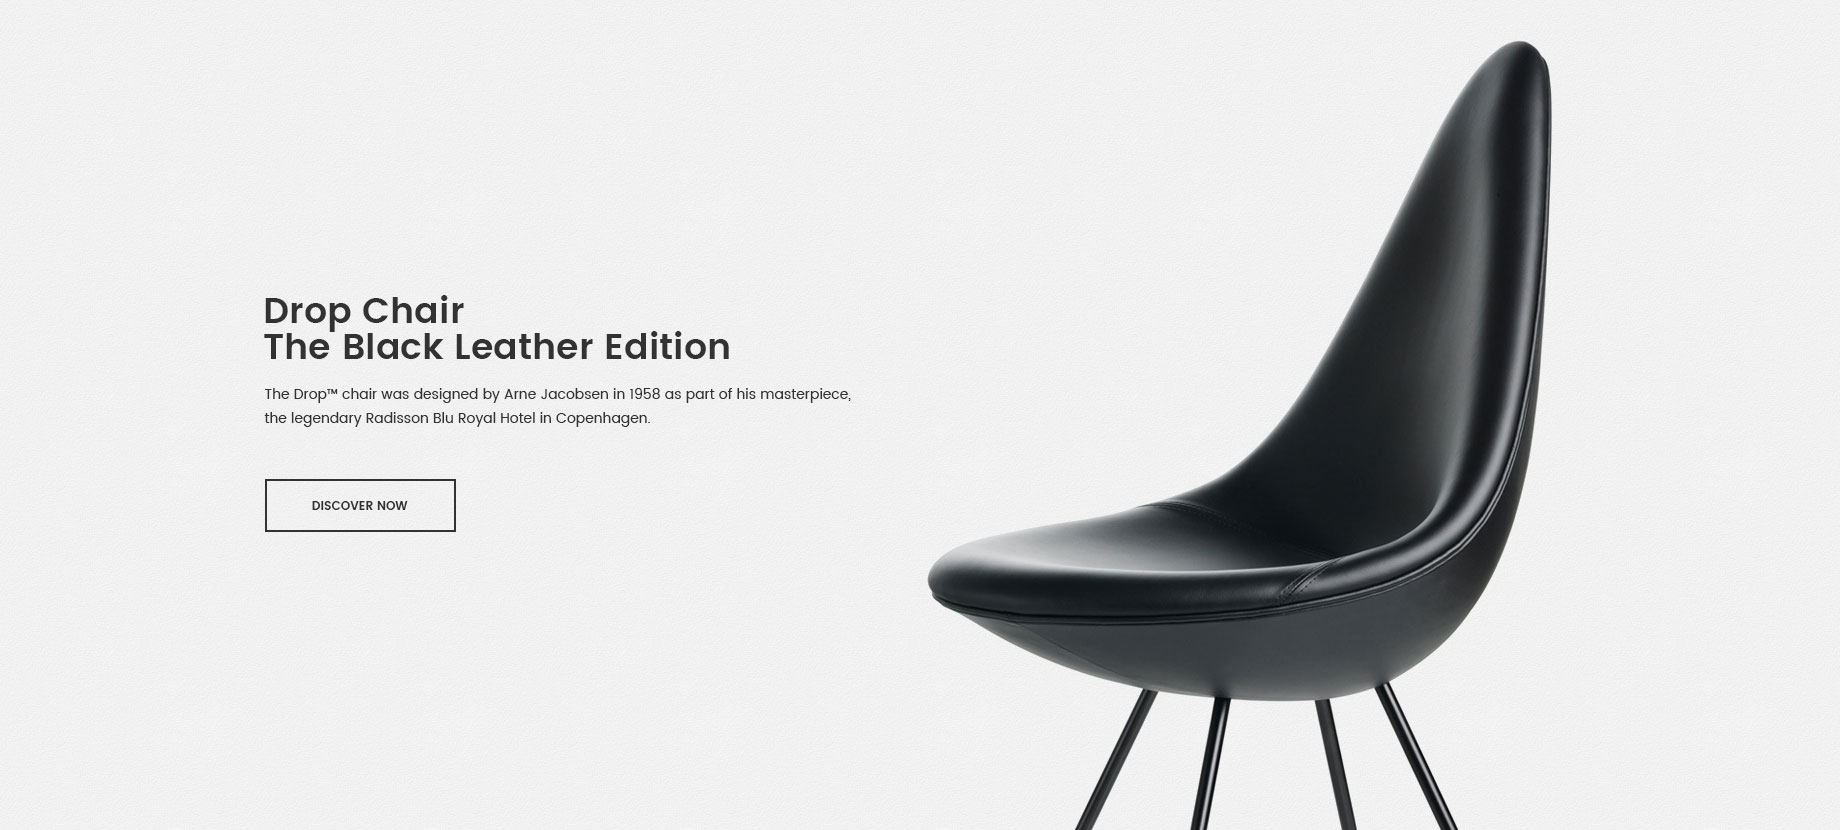 Drop Chair
The Black Leather Edition
The Drop™ chair was designed by Arne Jacobsen in 1958 as part of his masterpiece,
the legendary Radisson Blu Royal Hotel in Copenhagen.
DISCOVER NOW